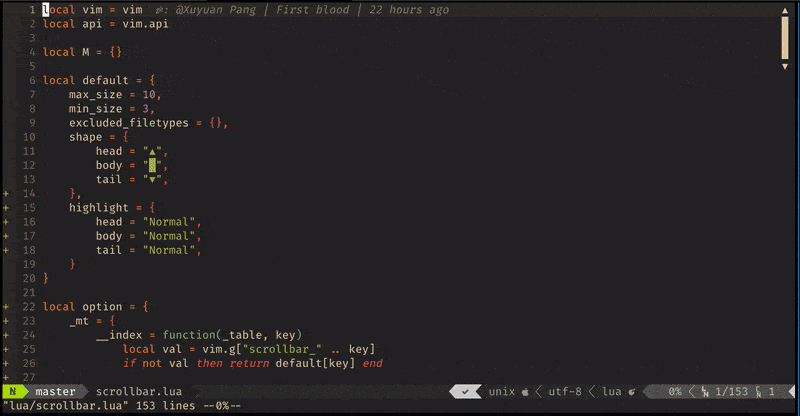 1 local vim = vim : @Xuyuan Pang | First blood | 22 hours ago
2 local api = vim.api
3
4 local M = {}
5
6 local default = {
7 max_size = 10,
8 min_size = 3,
9 excluded_filetypes = {},
10 shape = {
11 head = "▲",
12 body = "█",
13 tail = "▼",
+ 14 },
+ 15 highlight = {
+ 16 head = "Normal",
+ 17 body = "Normal",
+ 18 tail = "Normal",
19 }
20 }
21
+ 22 local option = {
+ 23 _mt = {
+ 24 __index = function(_table, key)
+ 25 local val = vim.g["scrollbar_" .. key]
+ 26 if not val then return default[key] end
+ 27
N master scrollbar.lua ✓ unix utf-8 lua 0% 1/153 1
"lua/scrollbar.lua" 153 lines --0%--